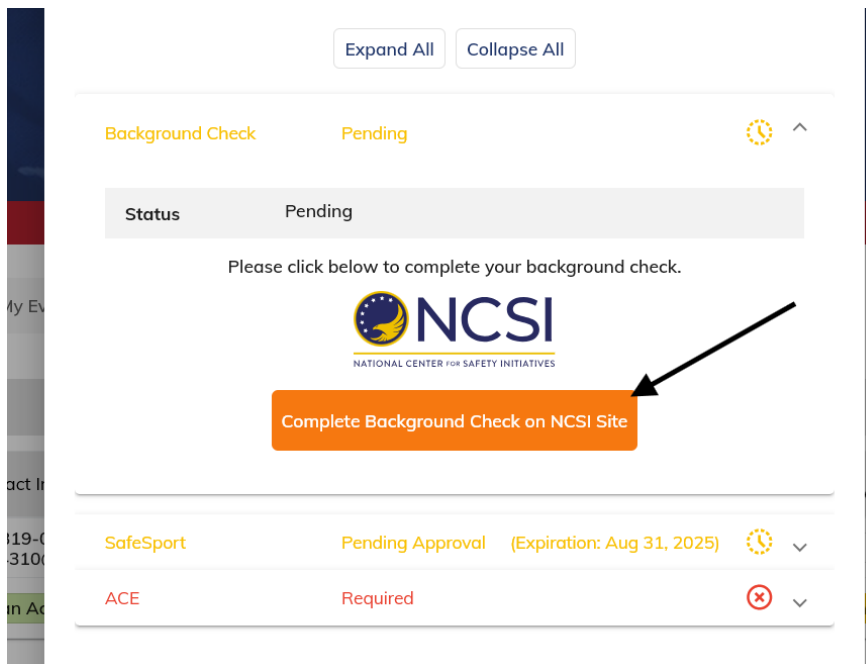 Expand All Collapse All
Background Check Pending
Status Pending
Please click below to complete your background check.
My Ev
NCSI
NATIONAL CENTER FOR SAFETY INITIATIVES
Complete Background Check on NCSI Site
act
319-
SafeSport Pending Approval (Expiration: Aug 31, 2025)
310
ACE Required